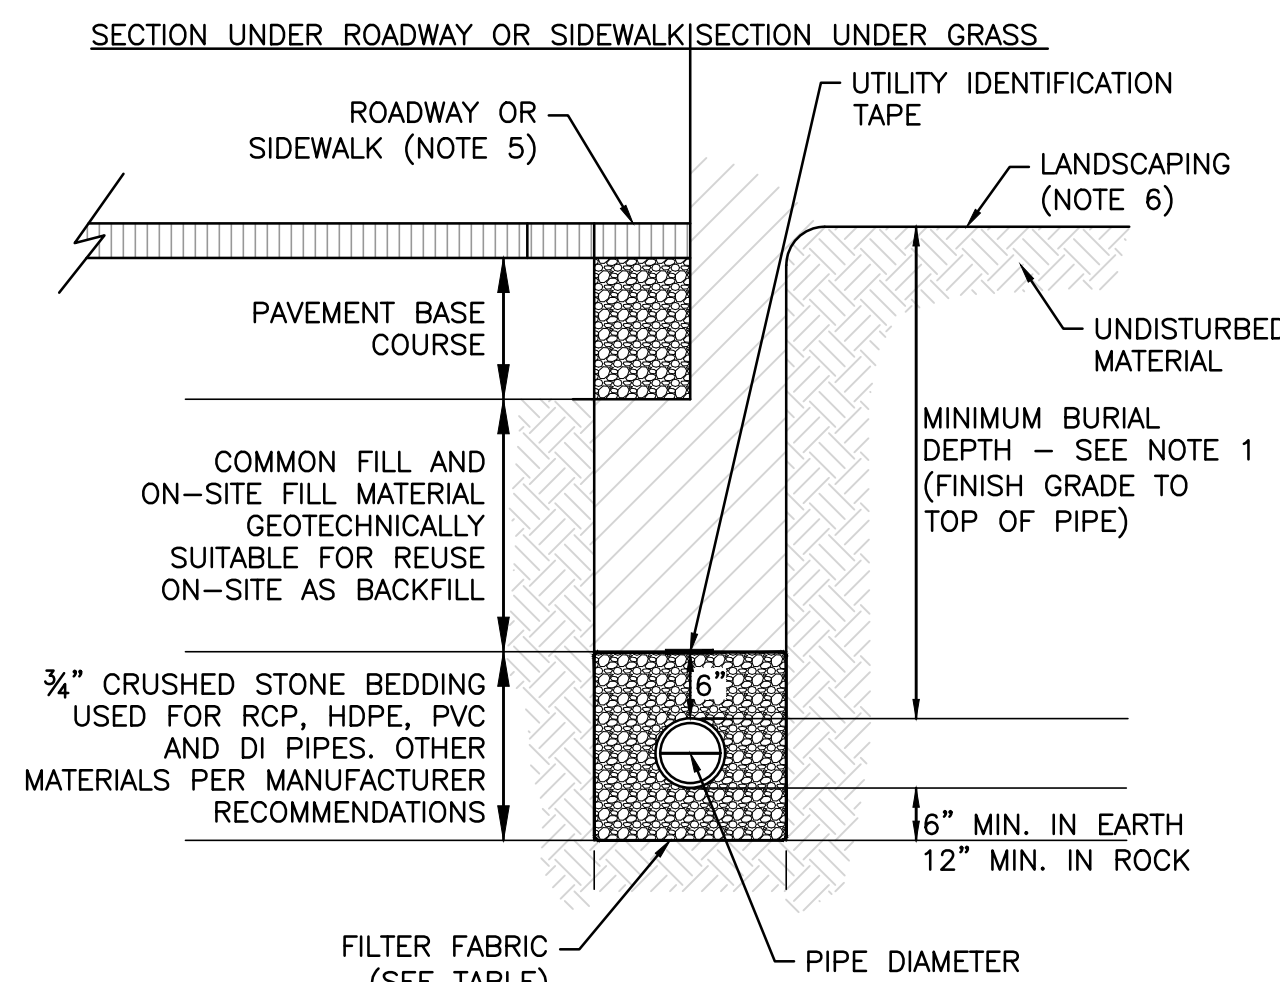 SECTION UNDER ROADWAY OR SIDEWALK
SECTION UNDER GRASS
UTILITY IDENTIFICATION
TAPE
ROADWAY OR
SIDEWALK (NOTE 5)
LANDSCAPING
(NOTE 6)
PAVEMENT BASE
COURSE
UNDISTURBED
MATERIAL
MINIMUM BURIAL
DEPTH – SEE NOTE 1
(FINISH GRADE TO
TOP OF PIPE)
COMMON FILL AND
ON–SITE FILL MATERIAL
GEOTECHNICALLY
SUITABLE FOR REUSE
ON–SITE AS BACKFILL
¾” CRUSHED STONE BEDDING
USED FOR RCP, HDPE, PVC
AND DI PIPES. OTHER
MATERIALS PER MANUFACTURER
RECOMMENDATIONS
6”
6” MIN. IN EARTH
12” MIN. IN ROCK
FILTER FABRIC
(SEE TABLE)
PIPE DIAMETER